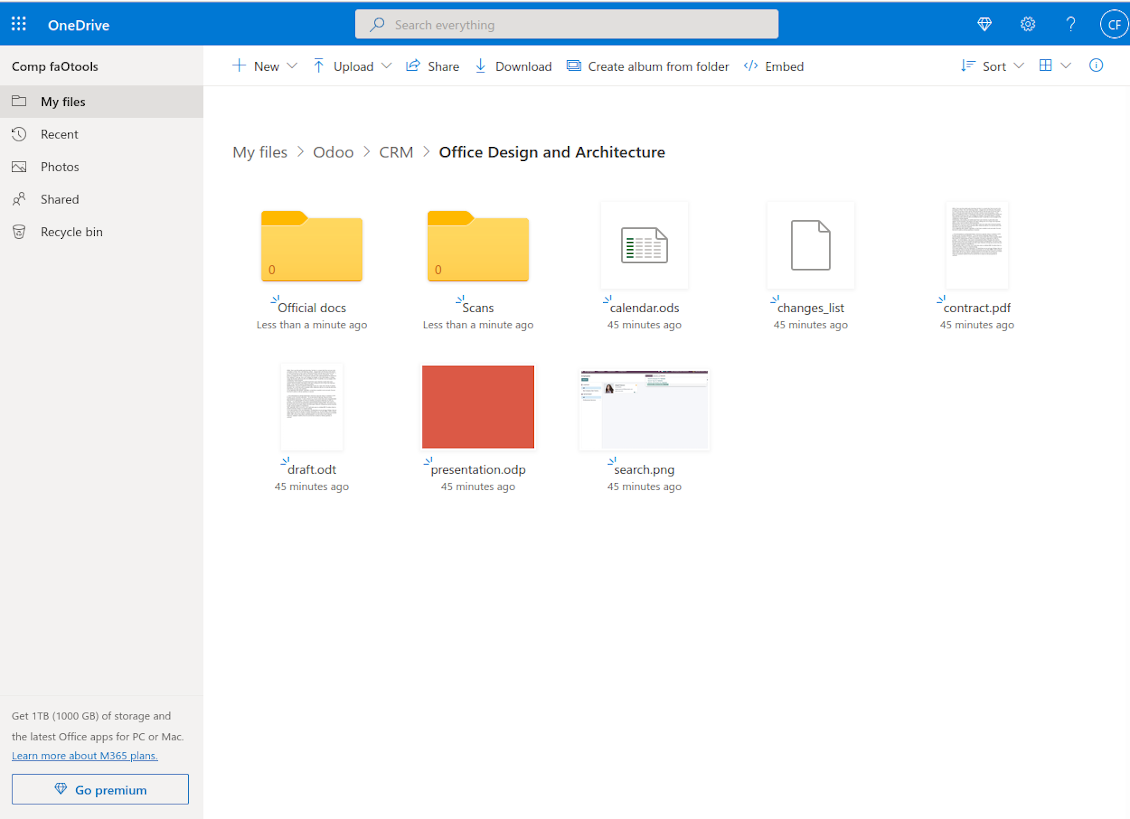 OneDrive
Search everything
?
CF
Comp faOtools
New
Upload
Share
Download
Create album from folder
Embed
Sort
My files
Recent
Photos
Shared
Recycle bin
My files > Odoo > CRM > Office Design and Architecture
0
0
Official docs
Scans
calendar.ods
changes_list
contract.pdf
Less than a minute ago
Less than a minute ago
45 minutes ago
45 minutes ago
45 minutes ago
draft.odt
presentation.odp
search.png
45 minutes ago
45 minutes ago
45 minutes ago
Get 1TB (1000 GB) of storage and
the latest Office apps for PC or Mac.
Learn more about M365 plans.
Go premium